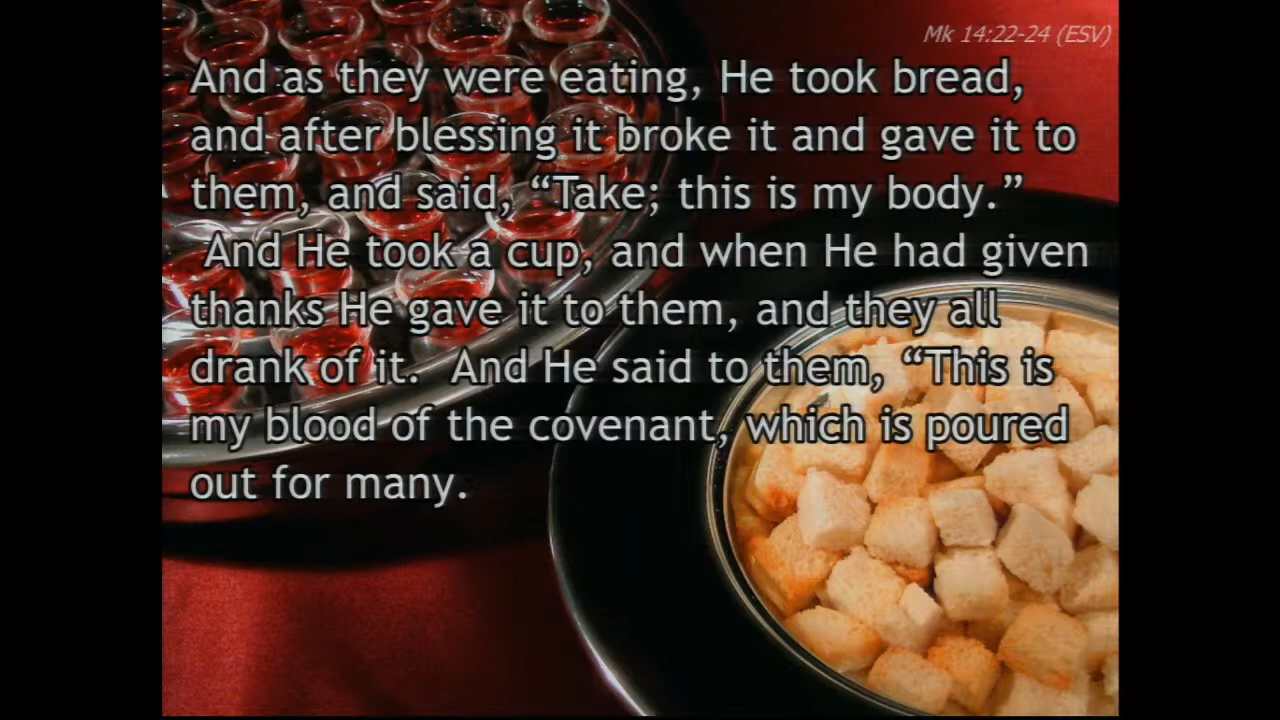 Mk 14:22-24 (ESV)
And as they were eating, He took bread,
and after blessing it broke it and gave it to
them, and said, “Take; this is my body.”
And He took a cup, and when He had given
thanks He gave it to them, and they all
drank of it.  And He said to them, “This is
my blood of the covenant, which is poured
out for many.